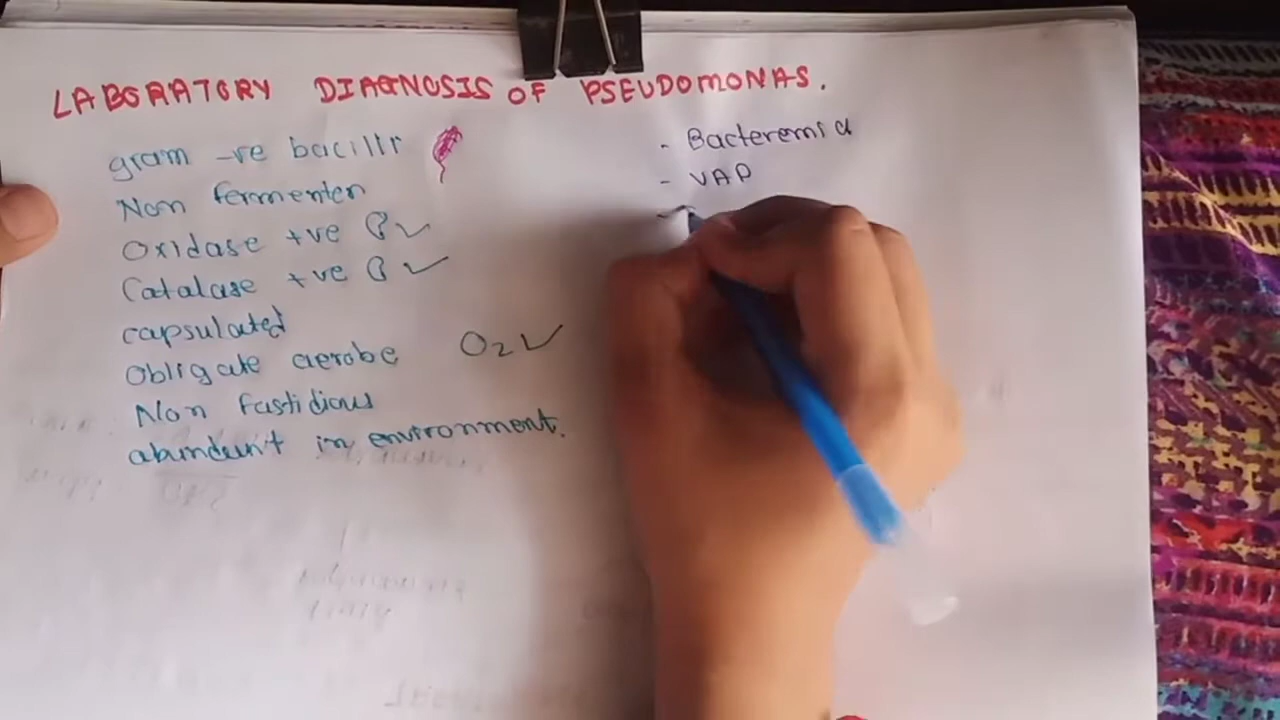 LABORATORY DIAGNOSIS OF PSEUDOMONAS.
gram -ve bacilli
Non fermenter
Oxidase +ve
Catalase +ve
capsulated
Obligate aerobe O2 ✓
Non fastidious
abundunt in environment.
- Bacteremia
- VAP
-